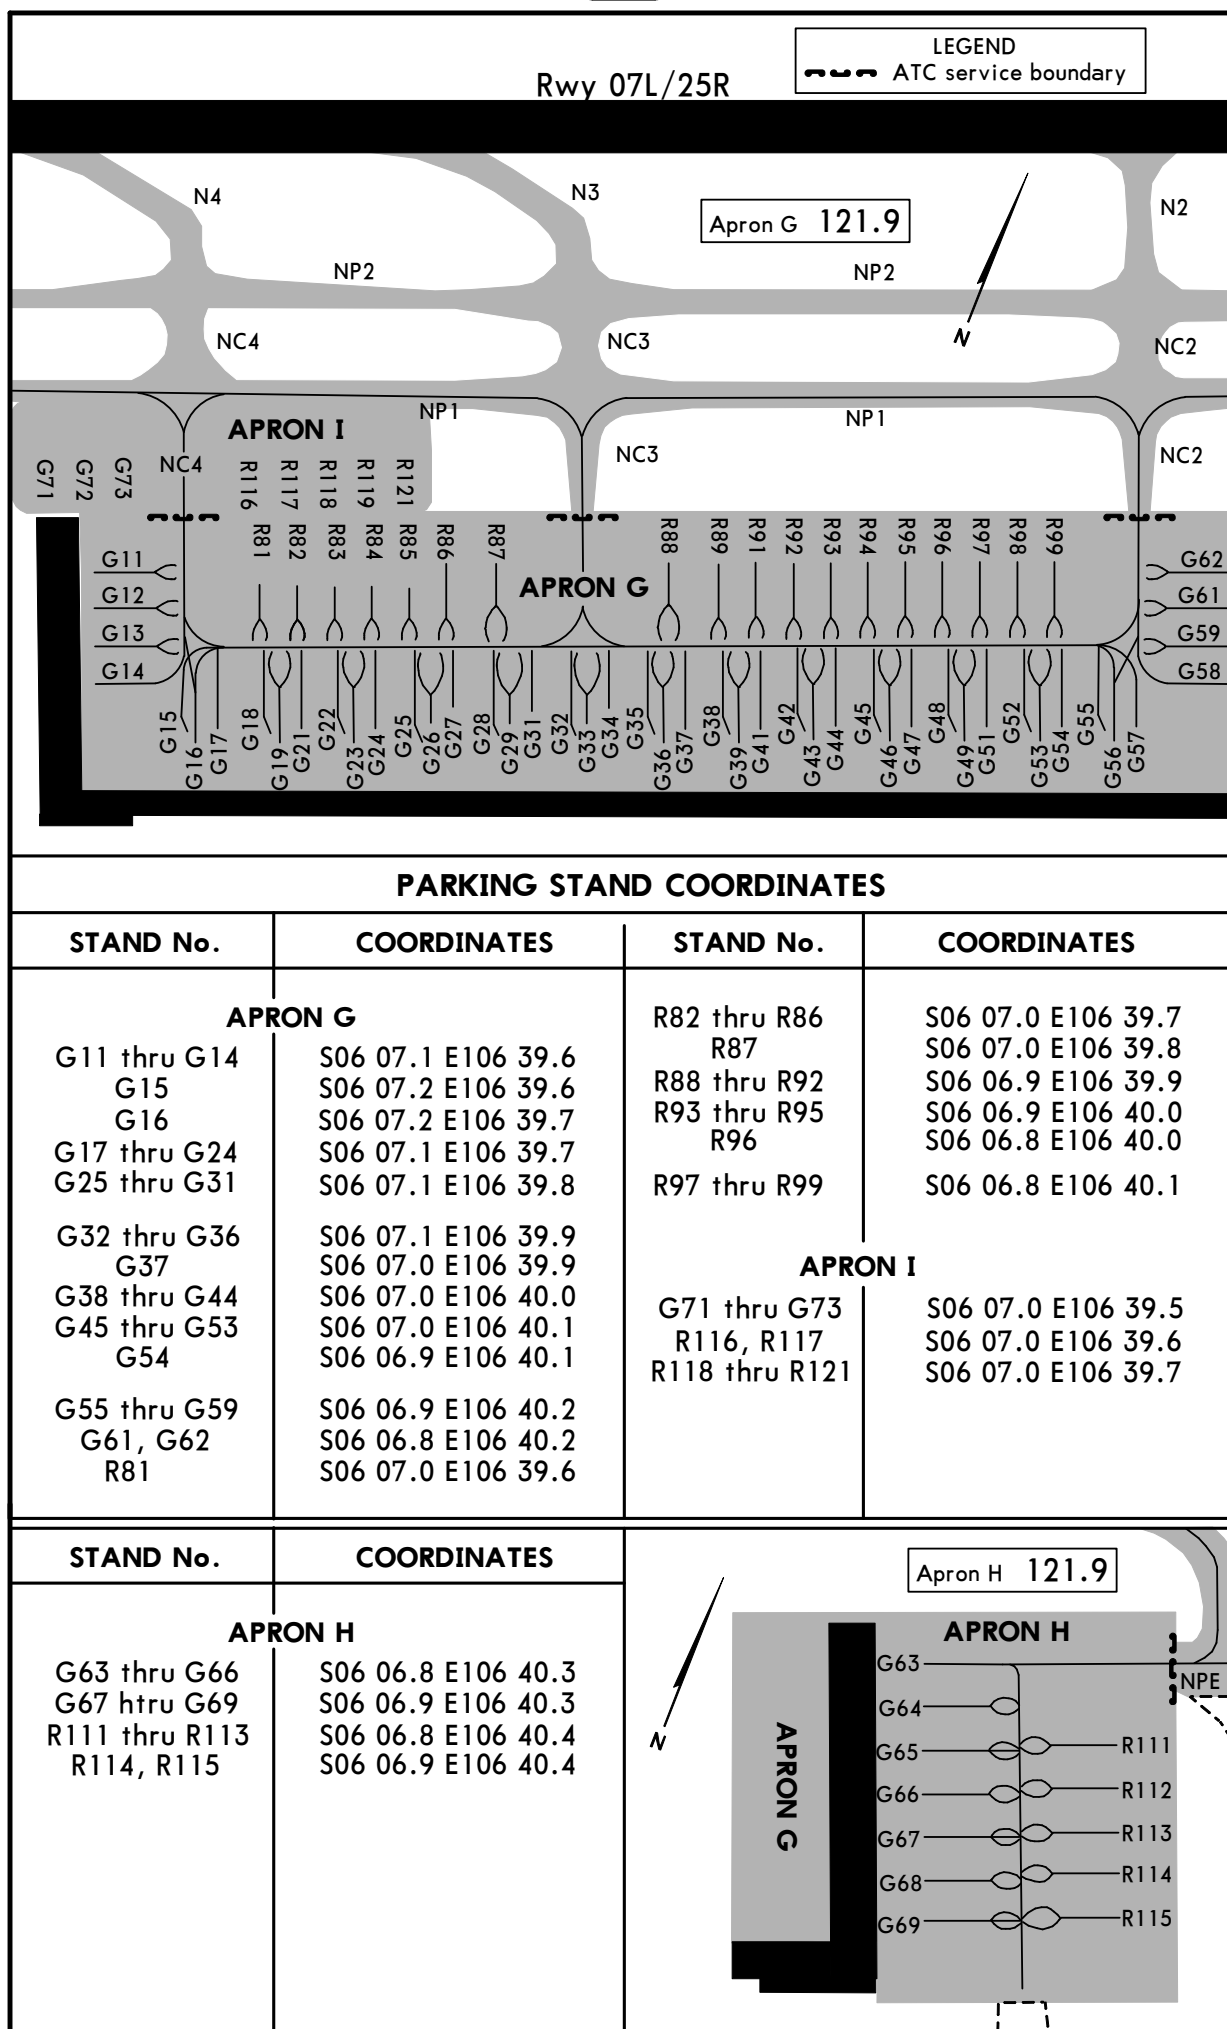 LEGEND
ATC service boundary
Rwy 07L/25R
N4
N3
N2
Apron G 121.9
NP2
NP2
N
NC4
NC3
NC2
NP1
NP1
APRON I
NC4
NC3
NC2
G71
G72
G73
R116
R117
R118
R119
R121
R81
R82
R83
R84
R85
R86
R87
R88
R89
R91
R92
R93
R94
R95
R96
R97
R98
R99
APRON G
G11
G12
G13
G14
G62
G61
G59
G58
G15
G16
G17
G18
G19
G21
G22
G23
G24
G25
G26
G27
G28
G29
G31
G32
G33
G34
G35
G36
G37
G38
G39
G41
G42
G43
G44
G45
G46
G47
G48
G49
G51
G52
G53
G54
G55
G56
G57
PARKING STAND COORDINATES
STAND No. COORDINATES STAND No. COORDINATES
APRON G
G11 thru G14 S06 07.1 E106 39.6
G15 S06 07.2 E106 39.6
G16 S06 07.2 E106 39.7
G17 thru G24 S06 07.1 E106 39.7
G25 thru G31 S06 07.1 E106 39.8
G32 thru G36 S06 07.1 E106 39.9
G37 S06 07.0 E106 39.9
G38 thru G44 S06 07.0 E106 40.0
G45 thru G53 S06 07.0 E106 40.1
G54 S06 06.9 E106 40.1
G55 thru G59 S06 06.9 E106 40.2
G61, G62 S06 06.8 E106 40.2
R81 S06 07.0 E106 39.6
R82 thru R86 S06 07.0 E106 39.7
R87 S06 07.0 E106 39.8
R88 thru R92 S06 06.9 E106 39.9
R93 thru R95 S06 06.9 E106 40.0
R96 S06 06.8 E106 40.0
R97 thru R99 S06 06.8 E106 40.1
APRON I
G71 thru G73 S06 07.0 E106 39.5
R116, R117 S06 07.0 E106 39.6
R118 thru R121 S06 07.0 E106 39.7
STAND No. COORDINATES
APRON H
G63 thru G66 S06 06.8 E106 40.3
G67 htru G69 S06 06.9 E106 40.3
R111 thru R113 S06 06.8 E106 40.4
R114, R115 S06 06.9 E106 40.4
Apron H 121.9
N
APRON H
APRON G
NPE
G63
G64
G65
G66
G67
G68
G69
R111
R112
R113
R114
R115